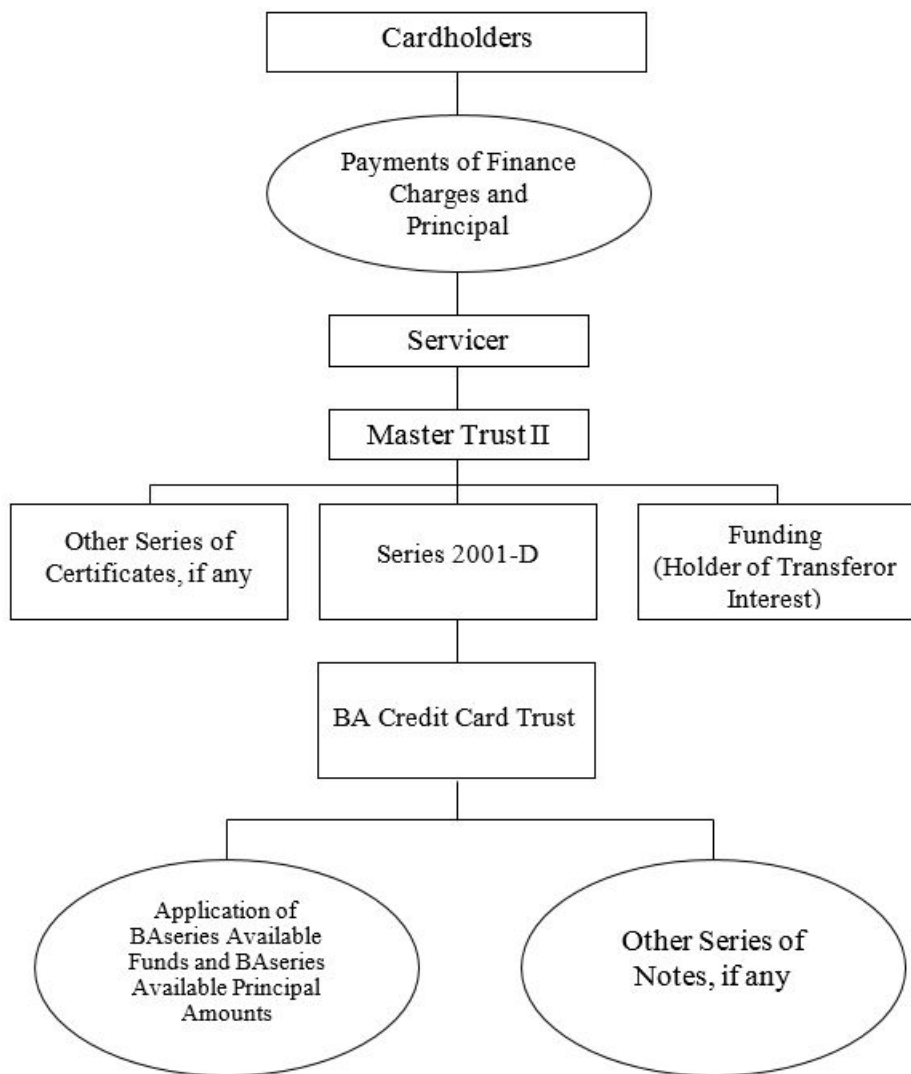 Cardholders
Payments of Finance
Charges and
Principal
Servicer
Master Trust II
Other Series of
Certificates, if any
Series 2001-D
Funding
(Holder of Transferor
Interest)
BA Credit Card Trust
Application of
BAseries Available
Funds and BAseries
Available Principal
Amounts
Other Series of
Notes, if any